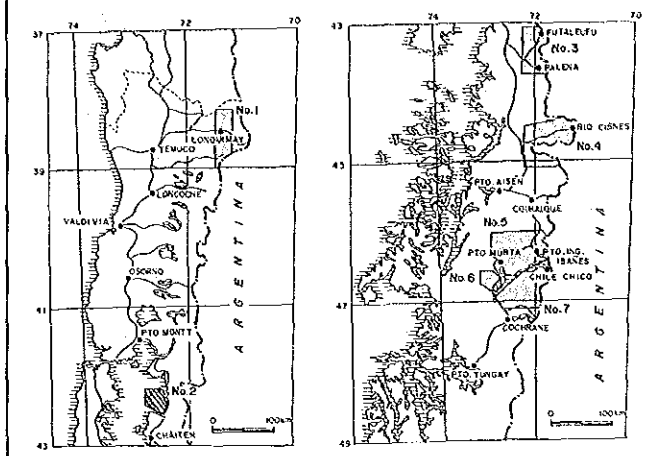 74 72 70
37
No.1
LONQUIMAY
TEMUCO
39
LONCOCHE
VALDIVIA
OSORNO
41
PTO MONTT
No.2
CHAITEN
43
ARGENTINA
0 100km
74 72 70
43
FUTALEUFU
No.3
PALENA
RIO CISNES
No.4
45
PTO. AISEN
COIHAIQUE
No.5
PTO MURTA
PTO. ING.
IBANES
No.6
CHILE CHICO
47
No.7
COCHRANE
PTO. YUNGAY
49
ARGENTINA
0 100km